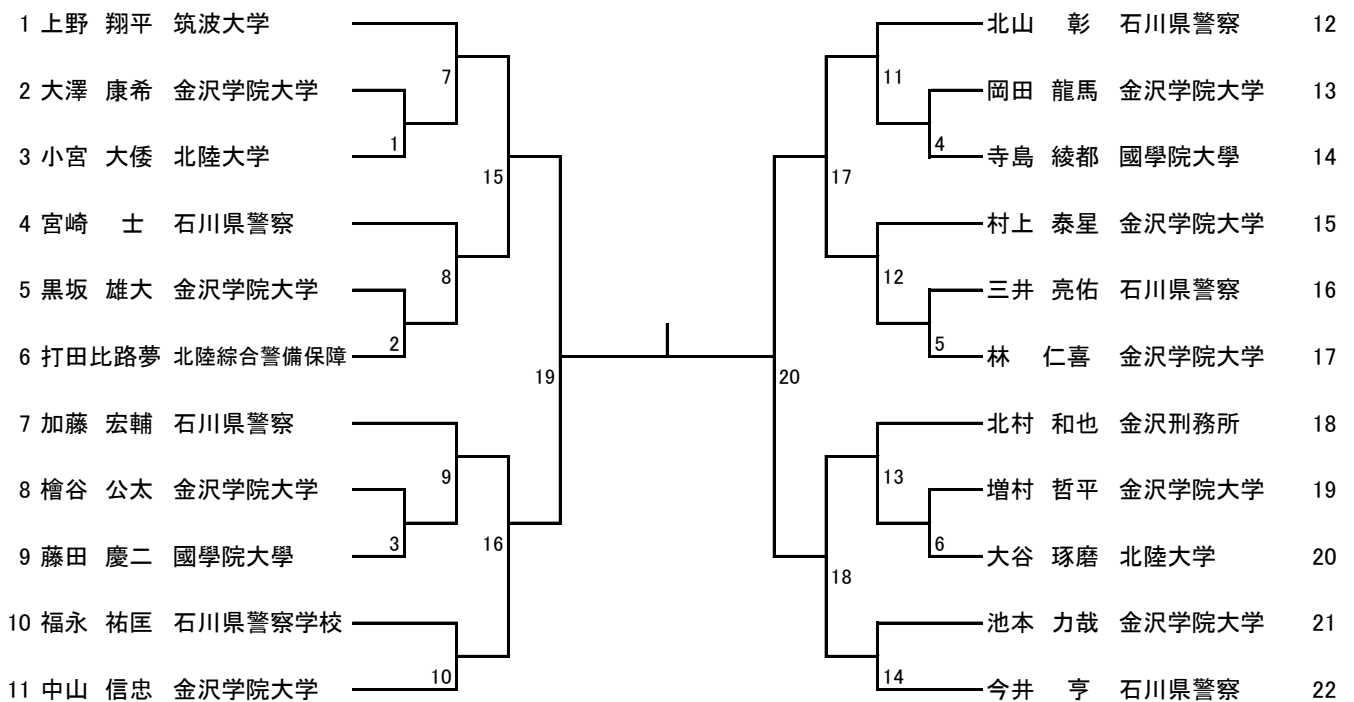 1 上野 翔平 筑波大学
2 大澤 康希 金沢学院大学
3 小宮 大倭 北陸大学
4 宮崎 士 石川県警察
5 黒坂 雄大 金沢学院大学
6 打田比路夢 北陸綜合警備保障
7 加藤 宏輔 石川県警察
8 檜谷 公太 金沢学院大学
9 藤田 慶二 國學院大學
10 福永 祐匡 石川県警察学校
11 中山 信忠 金沢学院大学
7
1
15
8
2
19
9
3
16
10
11
4
17
12
5
20
13
6
18
14
北山 彰 石川県警察 12
岡田 龍馬 金沢学院大学 13
寺島 綾都 國學院大學 14
村上 泰星 金沢学院大学 15
三井 亮佑 石川県警察 16
林 仁喜 金沢学院大学 17
北村 和也 金沢刑務所 18
増村 哲平 金沢学院大学 19
大谷 琢磨 北陸大学 20
池本 力哉 金沢学院大学 21
今井 亨 石川県警察 22